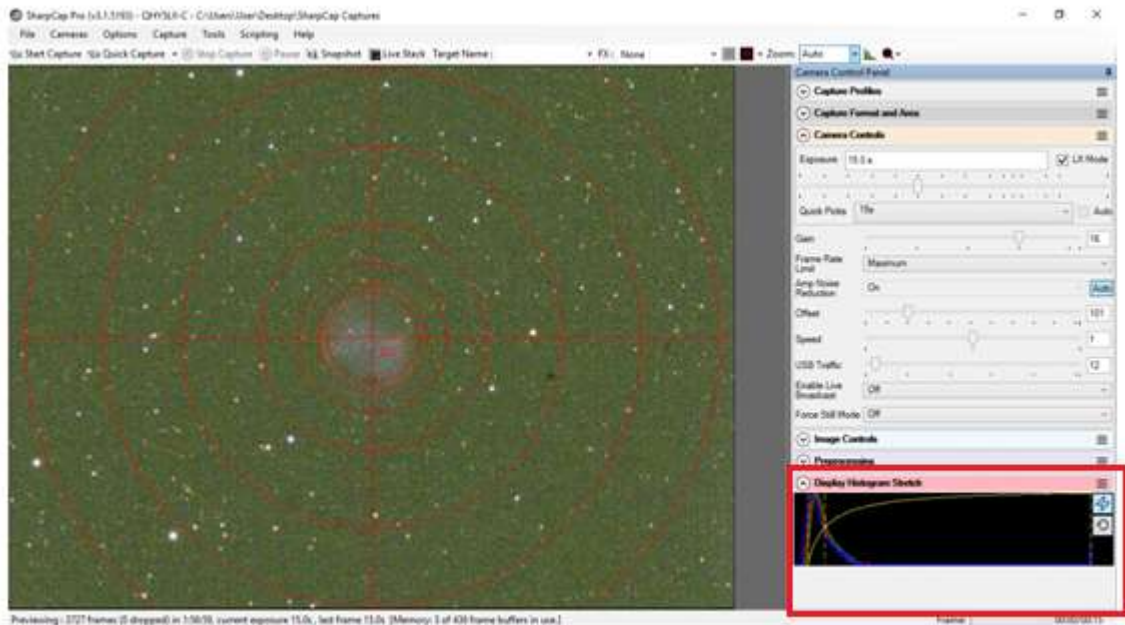 SharpCap Pro (v3.1.5193) - QHY5LII-C - C:\Users\User\Desktop\SharpCap Captures
File Cameras Options Capture Tools Scripting Help
Start Capture Quick Capture Stop Capture Pause Snapshot Live Stack Target Name: FX: None Zoom: Auto
Camera Control Panel
Capture Profiles
Capture Format and Area
Camera Controls
Exposure 15.0 s LX Mode
Quick Picks 15s Auto
Gain 16
Frame Rate Limit Maximum
Amp Noise Reduction On Auto
Offset 101
Speed 1
USB Traffic 12
Enable Live Broadcast Off
Force Still Mode Off
Image Controls
Preprocessing
Display Histogram Stretch
Previewing : 3727 frames (0 dropped) in 1:58:59, current exposure 15.0s, last frame 15.0s [Memory: 3 of 439 frame buffers in use.] Frame: